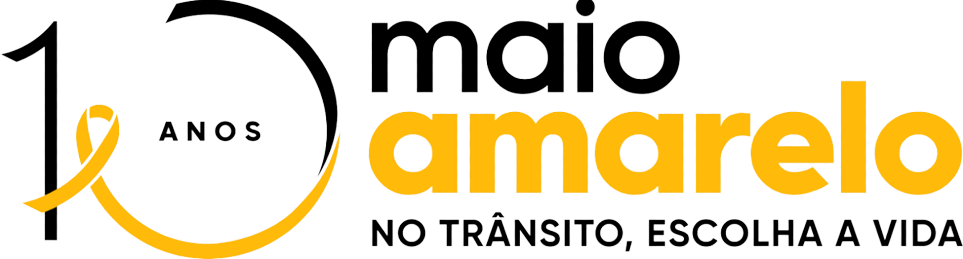 10
ANOS
maio
amarelo
NO TRÂNSITO, ESCOLHA A VIDA